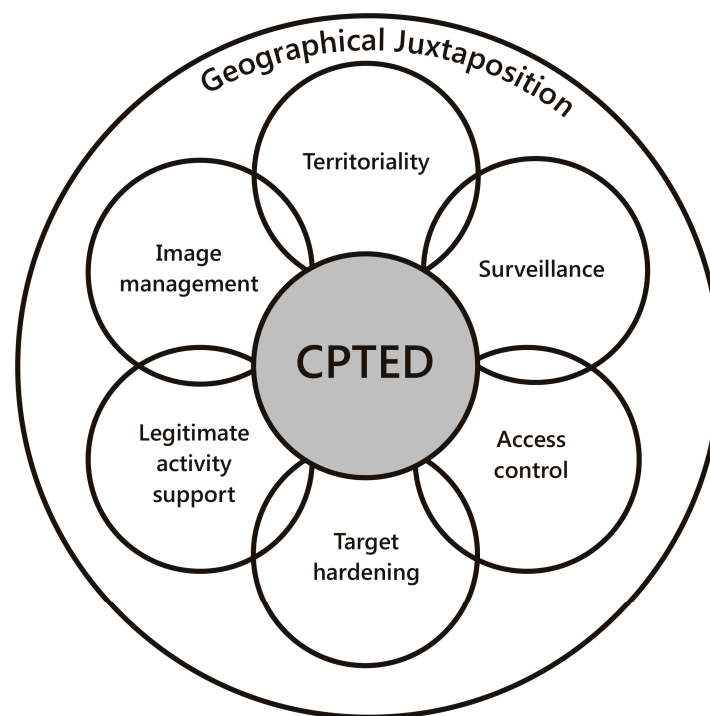 Geographical Juxtaposition
Territoriality
Image
management
Surveillance
CPTED
Legitimate
activity
support
Access
control
Target
hardening